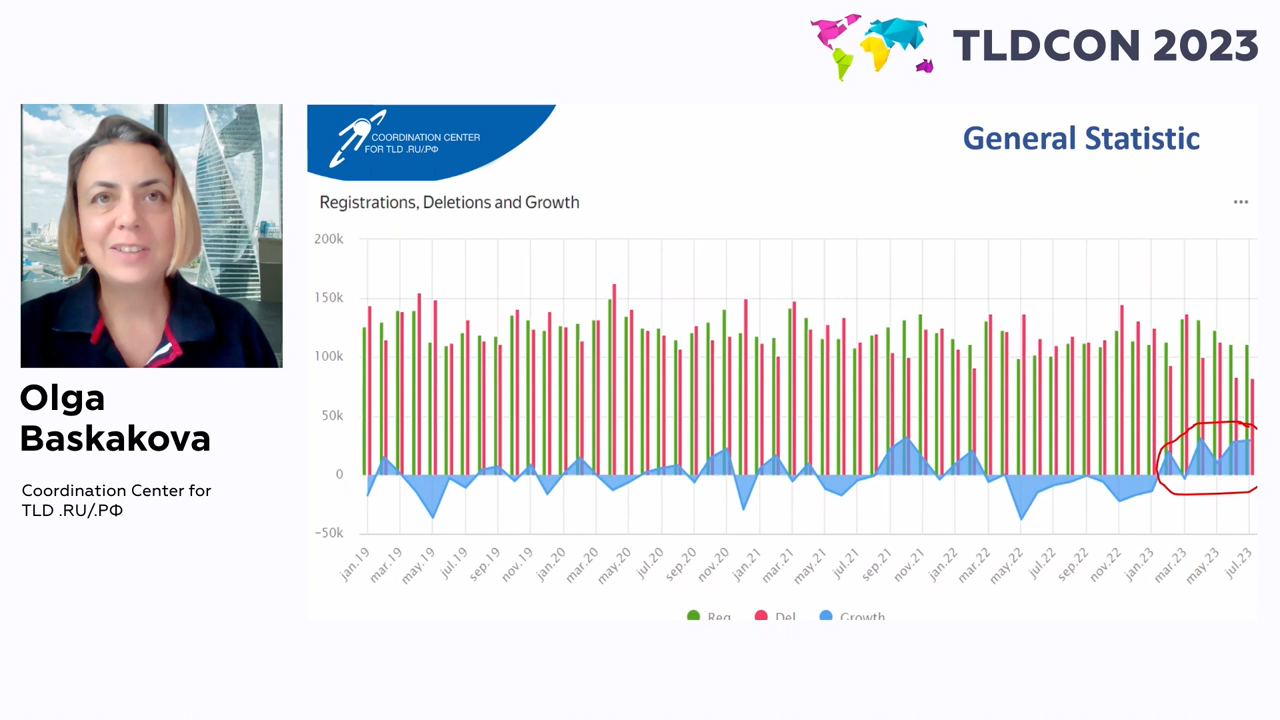 TLDCON 2023
COORDINATION CENTER
FOR TLD .RU/.РФ
General Statistic
Registrations, Deletions and Growth
...
200k
150k
100k
50k
0
−50k
jan.19
mar.19
may.19
jul.19
sep.19
nov.19
jan.20
mar.20
may.20
jul.20
sep.20
nov.20
jan.21
mar.21
may.21
jul.21
sep.21
nov.21
jan.22
mar.22
may.22
jul.22
sep.22
nov.22
jan.23
mar.23
may.23
jul.23
Reg Del Growth
Olga
Baskakova
Coordination Center for
TLD .RU/.РФ